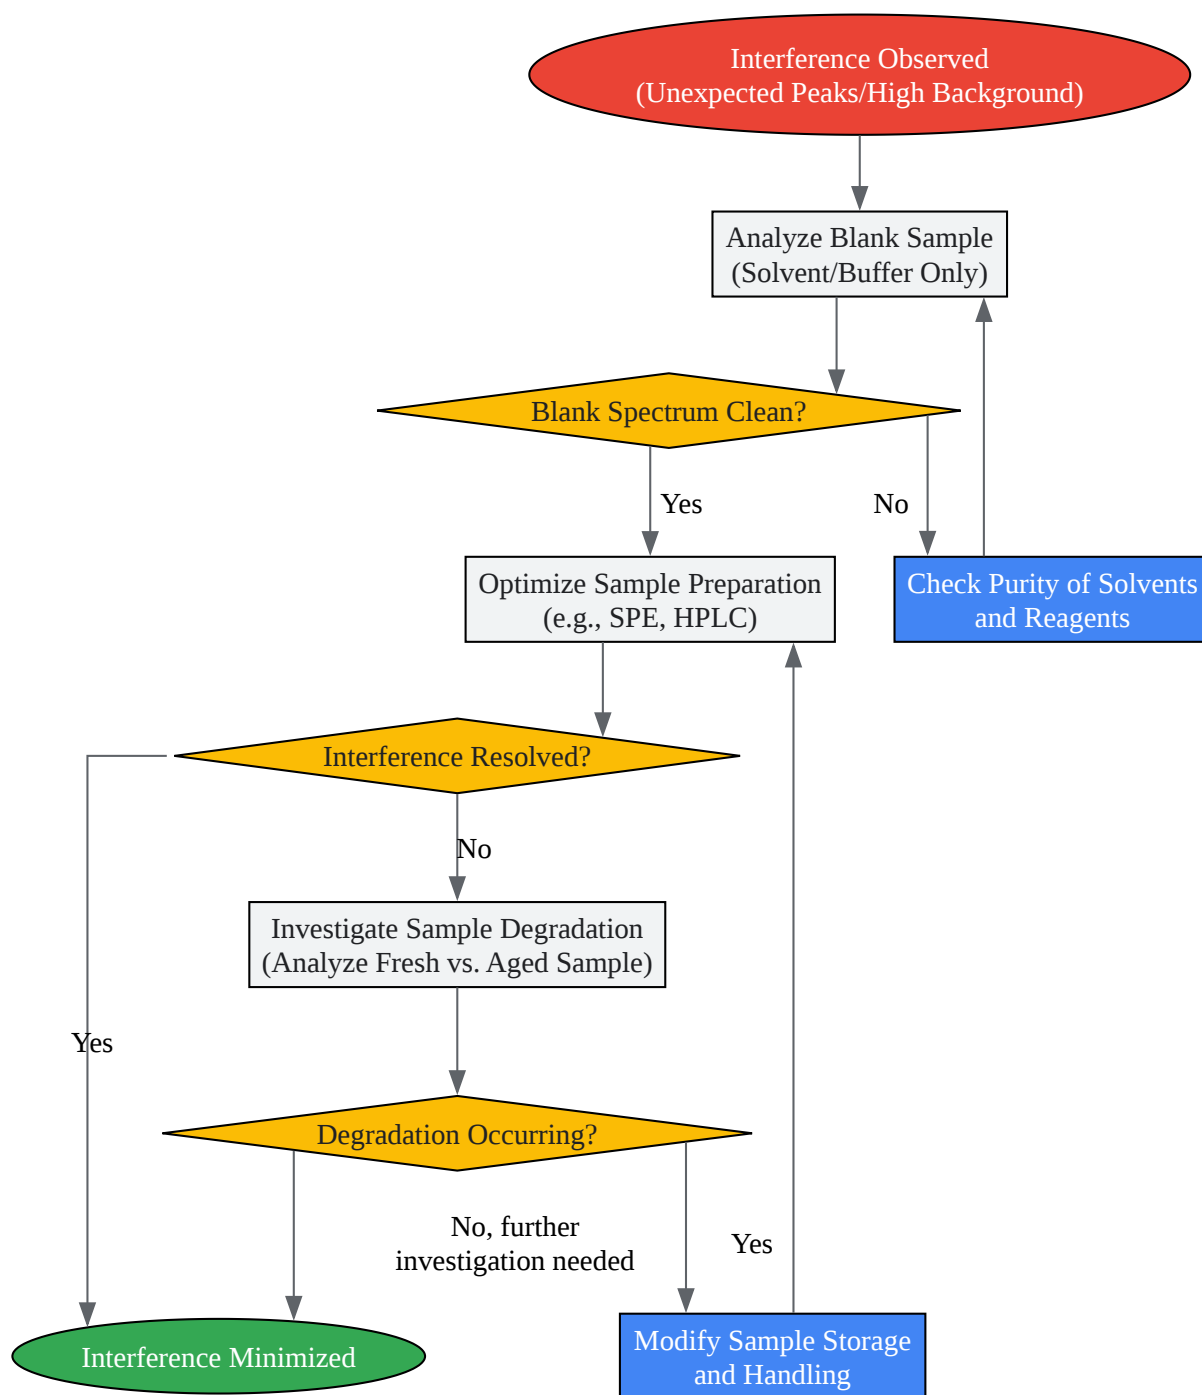 Interference Observed
(Unexpected Peaks/High Background)
Analyze Blank Sample
(Solvent/Buffer Only)
Blank Spectrum Clean?
Yes
No
Optimize Sample Preparation
(e.g., SPE, HPLC)
Check Purity of Solvents
and Reagents
Interference Resolved?
No
Investigate Sample Degradation
(Analyze Fresh vs. Aged Sample)
Yes
Degradation Occurring?
No, further
investigation needed
Yes
Interference Minimized
Modify Sample Storage
and Handling